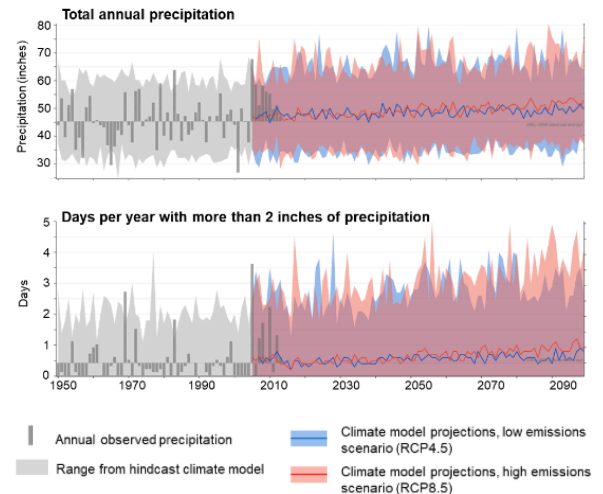 Total annual precipitation
80
70
60
50
40
30
Precipitation (inches)
Days per year with more than 2 inches of precipitation
5
4
3
2
1
0
Days
1950
1970
1990
2010
2030
2050
2070
2090
Annual observed precipitation
Range from hindcast climate model
Climate model projections, low emissions
scenario (RCP4.5)
Climate model projections, high emissions
scenario (RCP8.5)